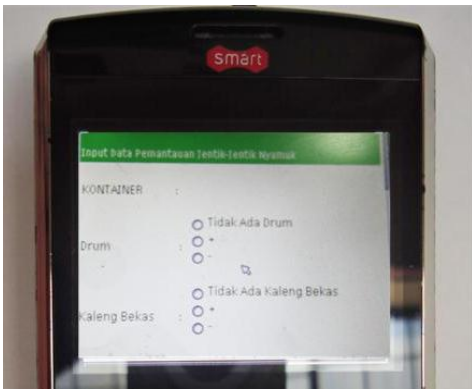 smart
Input Data Pemantauan Jentik-Jentik Nyamuk
KONTAINER :
Tidak Ada Drum
Drum : +
-
Tidak Ada Kaleng Bekas
Kaleng Bekas : +
-